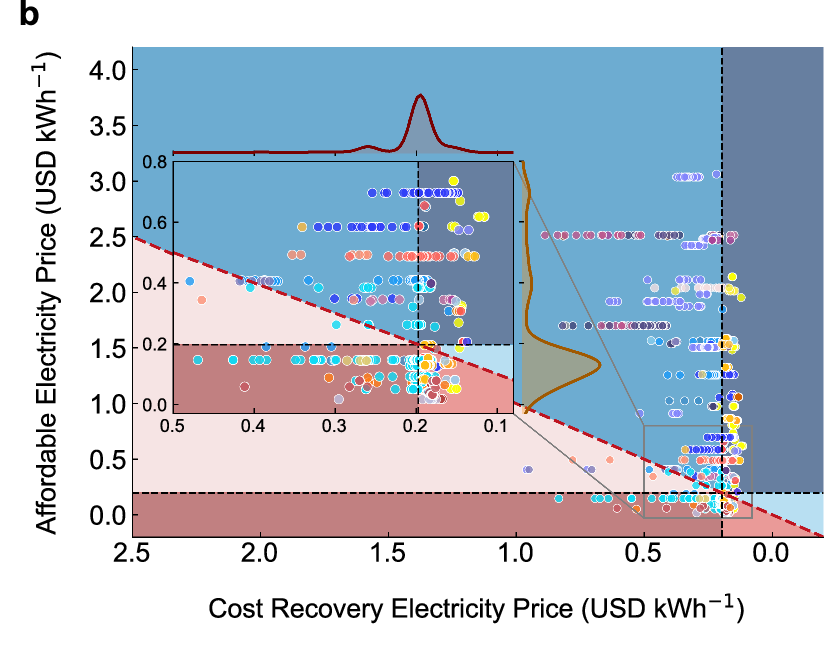 b
Affordable Electricity Price (USD kWh⁻¹)
4.0
3.5
3.0
2.5
2.0
1.5
1.0
0.5
0.0
0.8
0.6
0.4
0.2
0.0
0.5 0.4 0.3 0.2 0.1
2.5 2.0 1.5 1.0 0.5 0.0
Cost Recovery Electricity Price (USD kWh⁻¹)